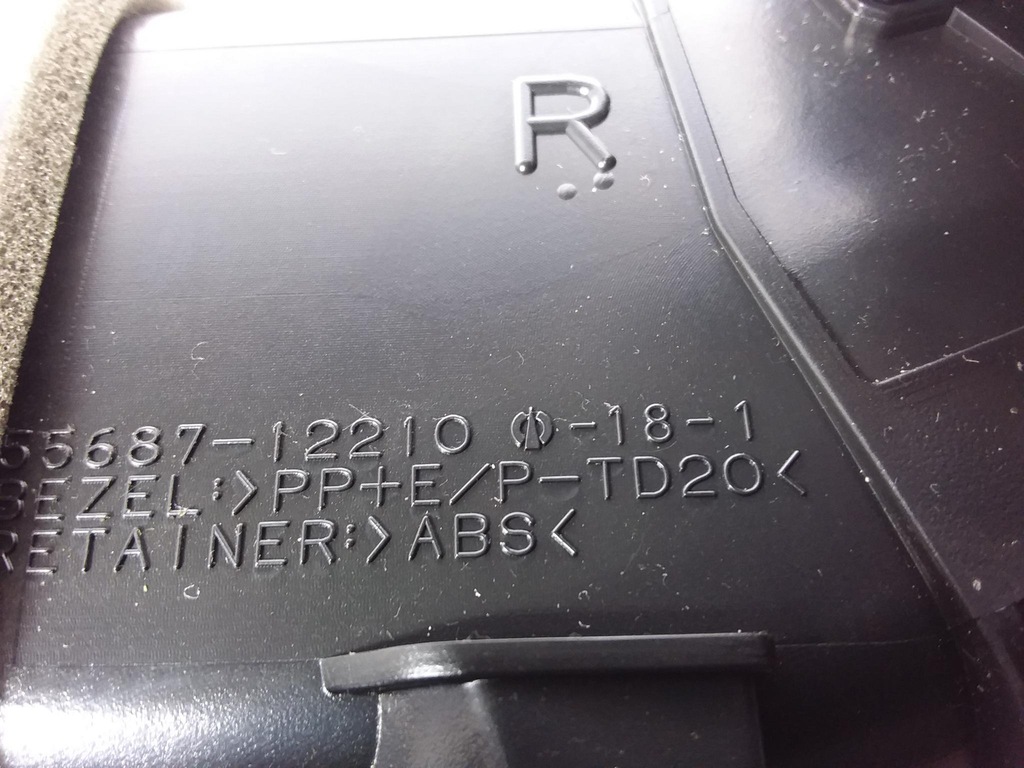 R
55687-12210 -18-1
BEZEL:>PP+E/P-TD20<
RETAINER:>ABS<